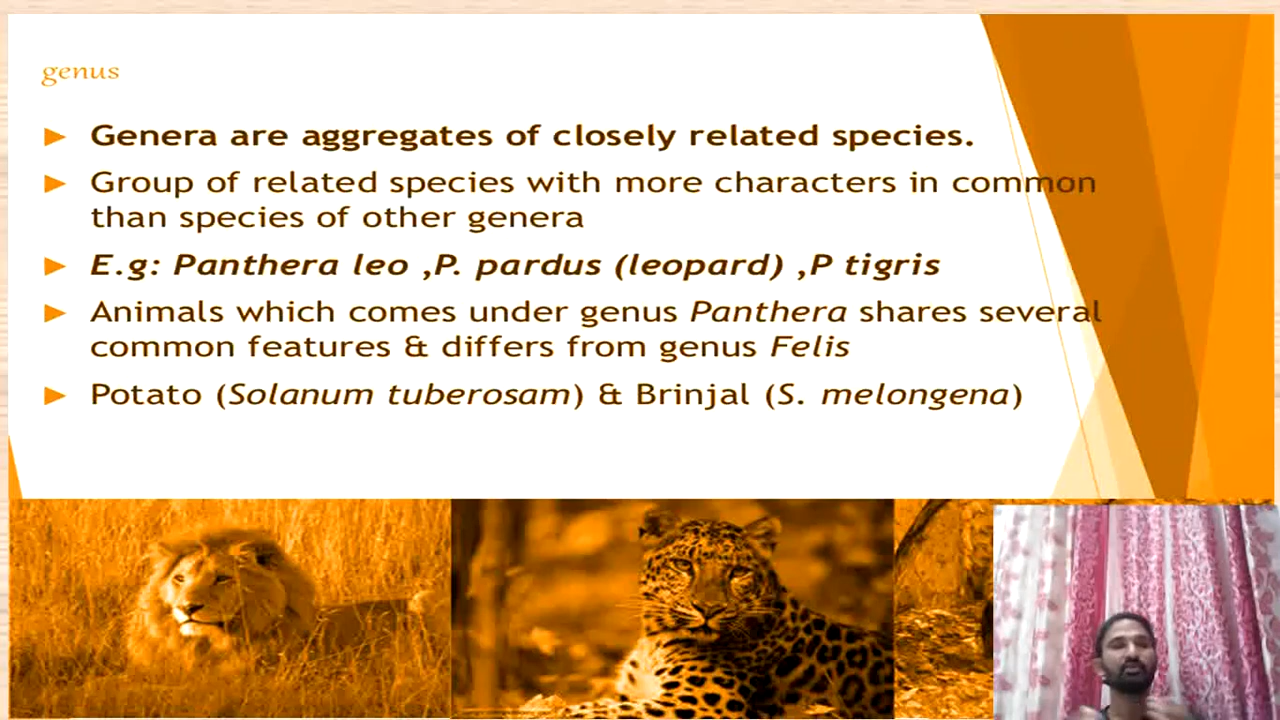 genus
Genera are aggregates of closely related species.
Group of related species with more characters in common
than species of other genera
E.g: Panthera leo ,P. pardus (leopard) ,P tigris
Animals which comes under genus Panthera shares several
common features & differs from genus Felis
Potato (Solanum tuberosam) & Brinjal (S. melongena)